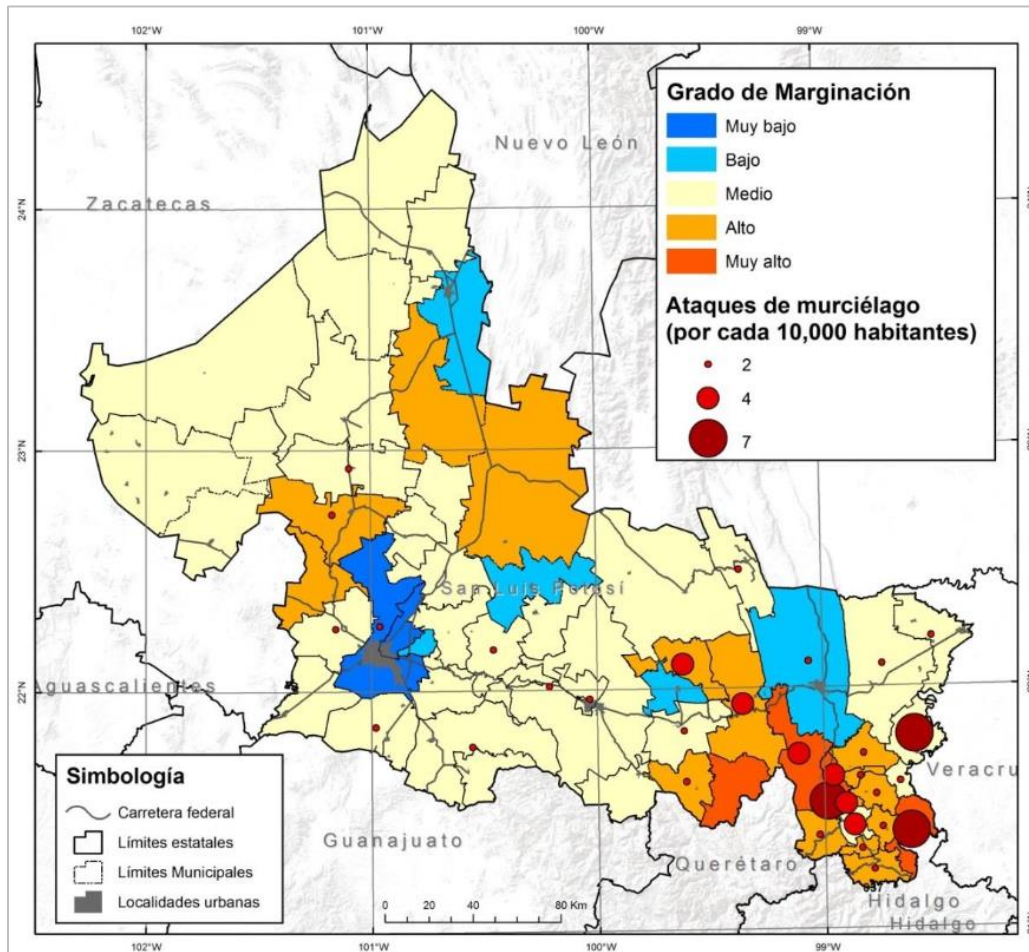 102°W 101°W 100°W 99°W
Grado de Marginación
Muy bajo
Bajo
Medio
Alto
Muy alto
Ataques de murciélago
(por cada 10,000 habitantes)
2
4
7
Nuevo León
Zacatecas
24°N
23°N
San Luis Potosí
Aguascalientes
22°N
Simbología
Carretera federal
Límites estatales
Límites Municipales
Localidades urbanas
Guanajuato
Querétaro
Veracru
Hidalgo
Hidalgo
0 20 40 80 Km
102°W 101°W 100°W 99°W